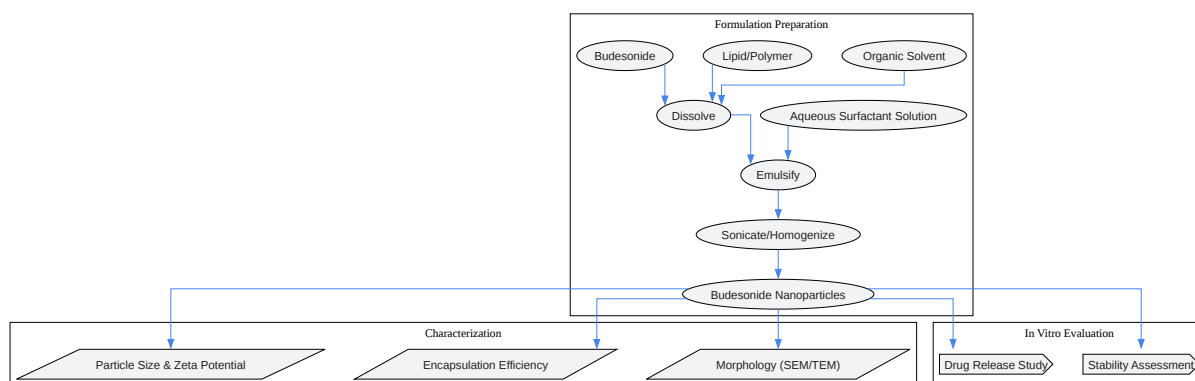 Formulation Preparation
Budesonide
Lipid/Polymer
Organic Solvent
Dissolve
Aqueous Surfactant Solution
Emulsify
Sonicate/Homogenize
Budesonide Nanoparticles
Characterization
In Vitro Evaluation
Particle Size & Zeta Potential
Encapsulation Efficiency
Morphology (SEM/TEM)
Drug Release Study
Stability Assessment